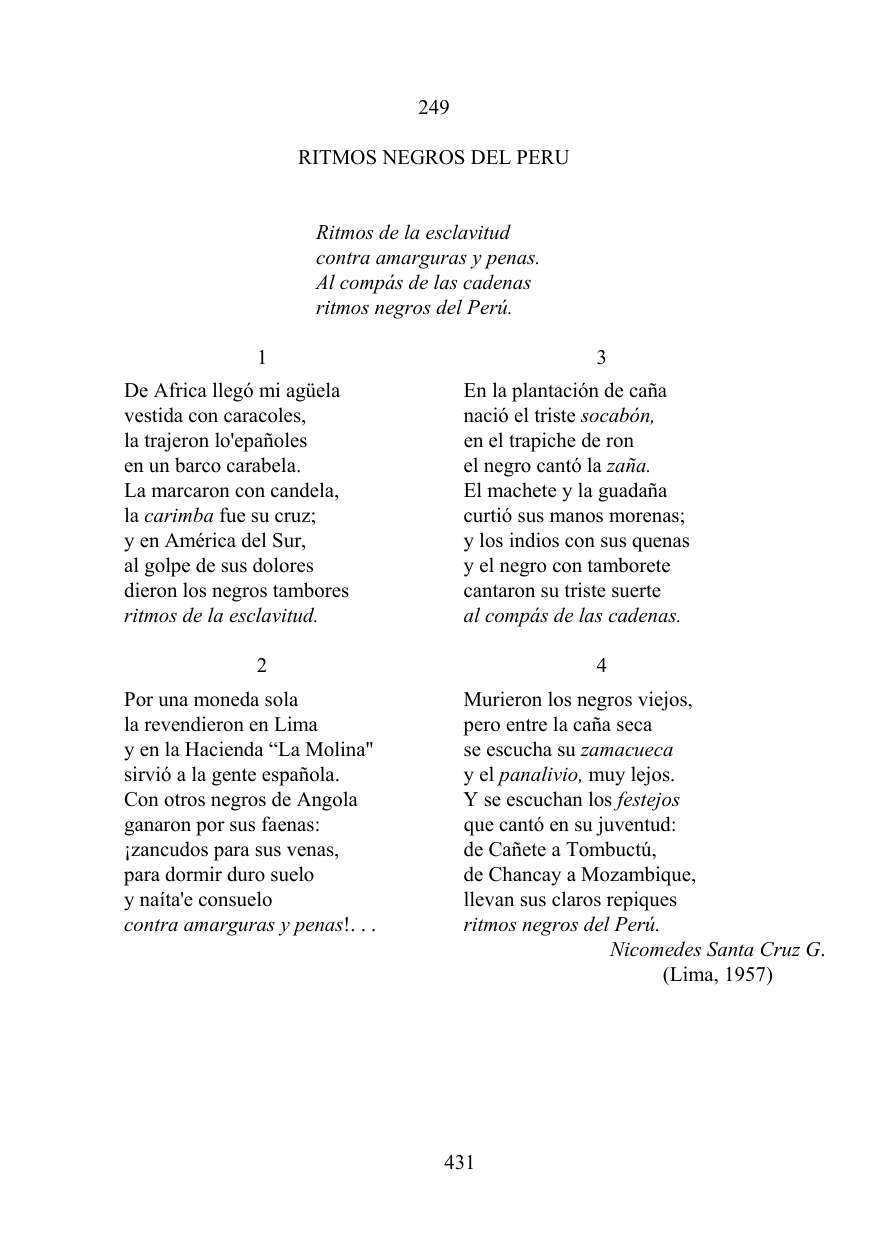 249
RITMOS NEGROS DEL PERU
Ritmos de la esclavitud
contra amarguras y penas.
Al compás de las cadenas
ritmos negros del Perú.
1
De Africa llegó mi agüela
vestida con caracoles,
la trajeron lo'epañoles
en un barco carabela.
La marcaron con candela,
la carimba fue su cruz;
y en América del Sur,
al golpe de sus dolores
dieron los negros tambores
ritmos de la esclavitud.
2
Por una moneda sola
la revendieron en Lima
y en la Hacienda “La Molina"
sirvió a la gente española.
Con otros negros de Angola
ganaron por sus faenas:
¡zancudos para sus venas,
para dormir duro suelo
y naíta'e consuelo
contra amarguras y penas!. . .
3
En la plantación de caña
nació el triste socabón,
en el trapiche de ron
el negro cantó la zaña.
El machete y la guadaña
curtió sus manos morenas;
y los indios con sus quenas
y el negro con tamborete
cantaron su triste suerte
al compás de las cadenas.
4
Murieron los negros viejos,
pero entre la caña seca
se escucha su zamacueca
y el panalivio, muy lejos.
Y se escuchan los festejos
que cantó en su juventud:
de Cañete a Tombuctú,
de Chancay a Mozambique,
llevan sus claros repiques
ritmos negros del Perú.
Nicomedes Santa Cruz G.
(Lima, 1957)
431